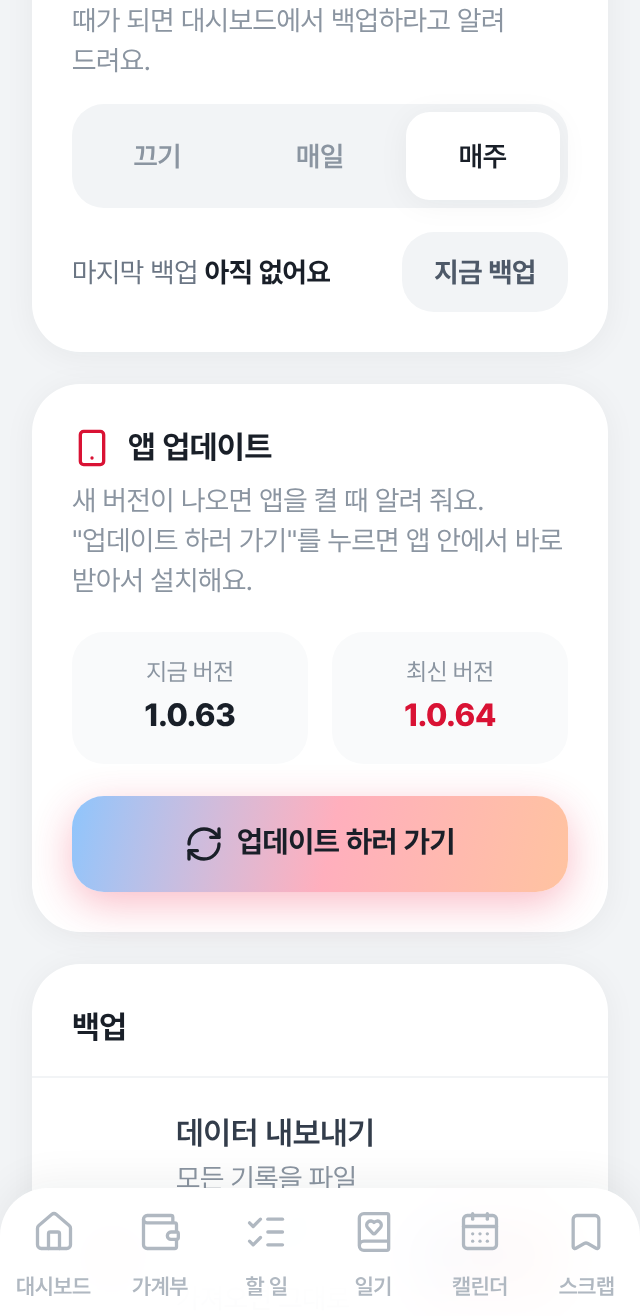 때가 되면 대시보드에서 백업하라고 알려
드려요.
끄기 매일 매주
마지막 백업 아직 없어요 지금 백업
앱 업데이트
새 버전이 나오면 앱을 켤 때 알려 줘요.
"업데이트 하러 가기"를 누르면 앱 안에서 바로
받아서 설치해요.
지금 버전 최신 버전
1.0.63 1.0.64
업데이트 하러 가기
백업
데이터 내보내기
모든 기록을 파일
대시보드 가계부 할 일 일기 캘린더 스크랩